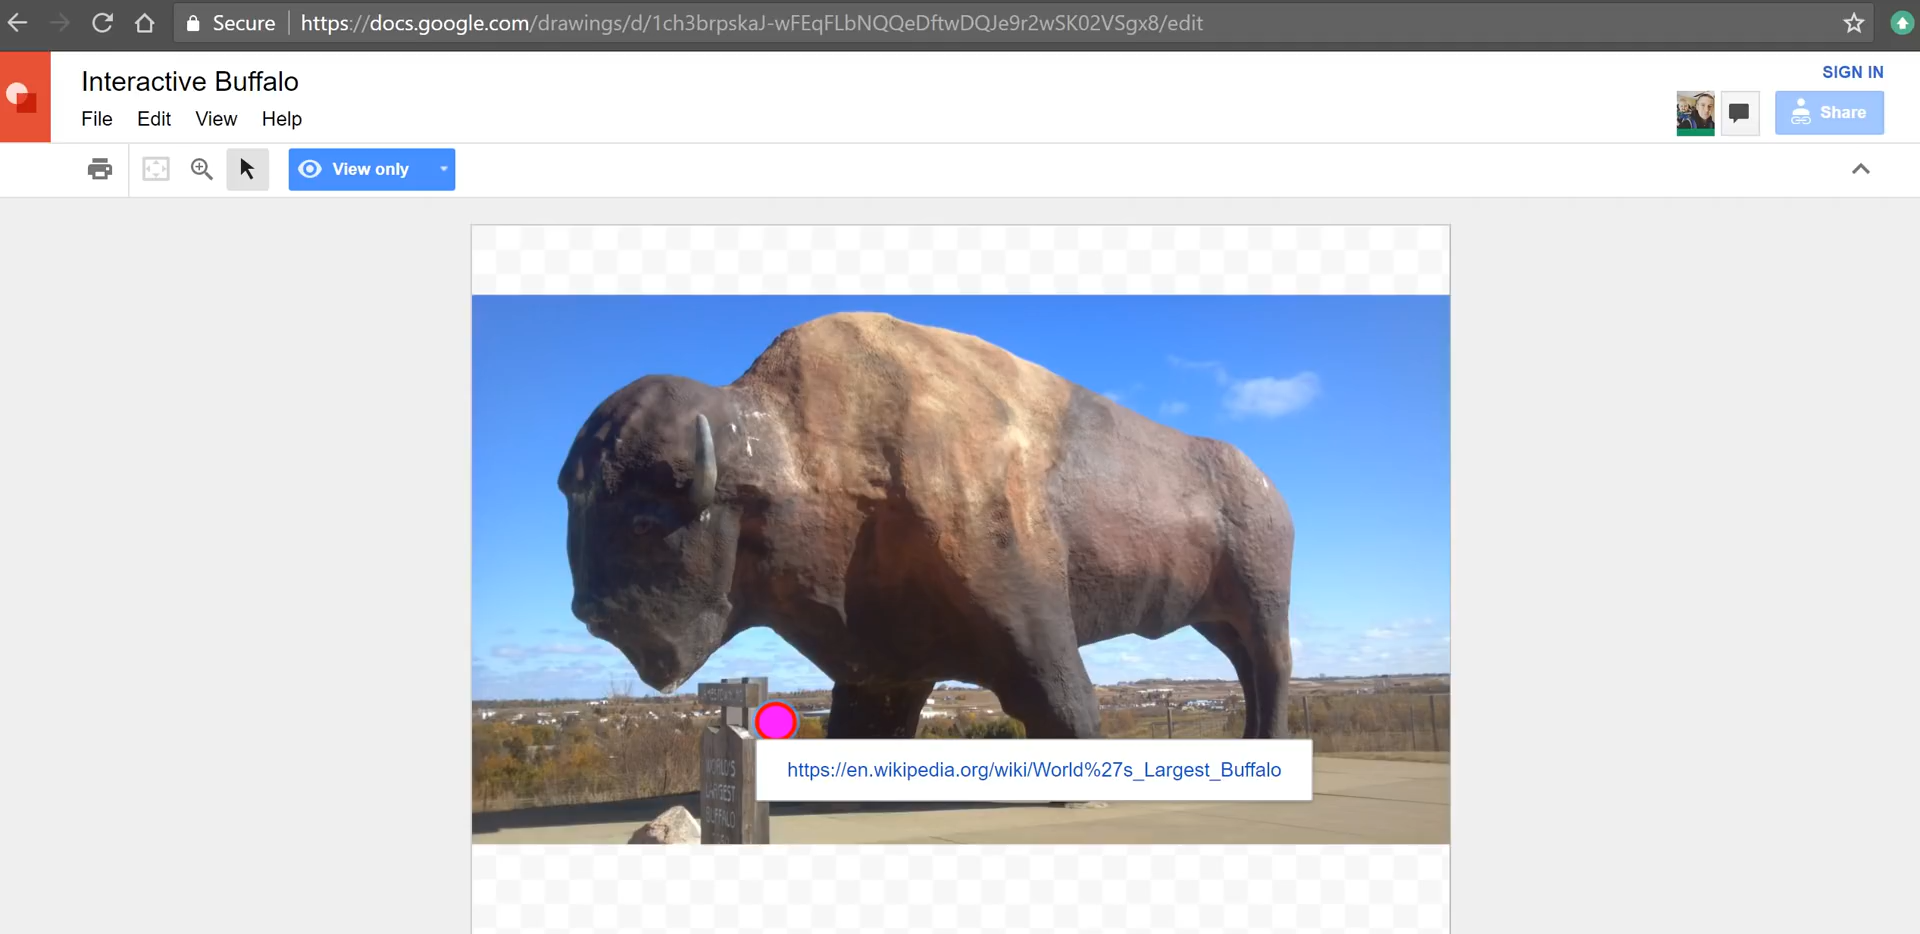 Secure https://docs.google.com/drawings/d/1ch3brpskaJ-wFEqFLbNQQeDftwDQJe9r2wSK02VSgx8/edit
Interactive Buffalo
SIGN IN
File Edit View Help
Share
View only
https://en.wikipedia.org/wiki/World%27s_Largest_Buffalo
WORLD'S
LARGEST
BUFFALO